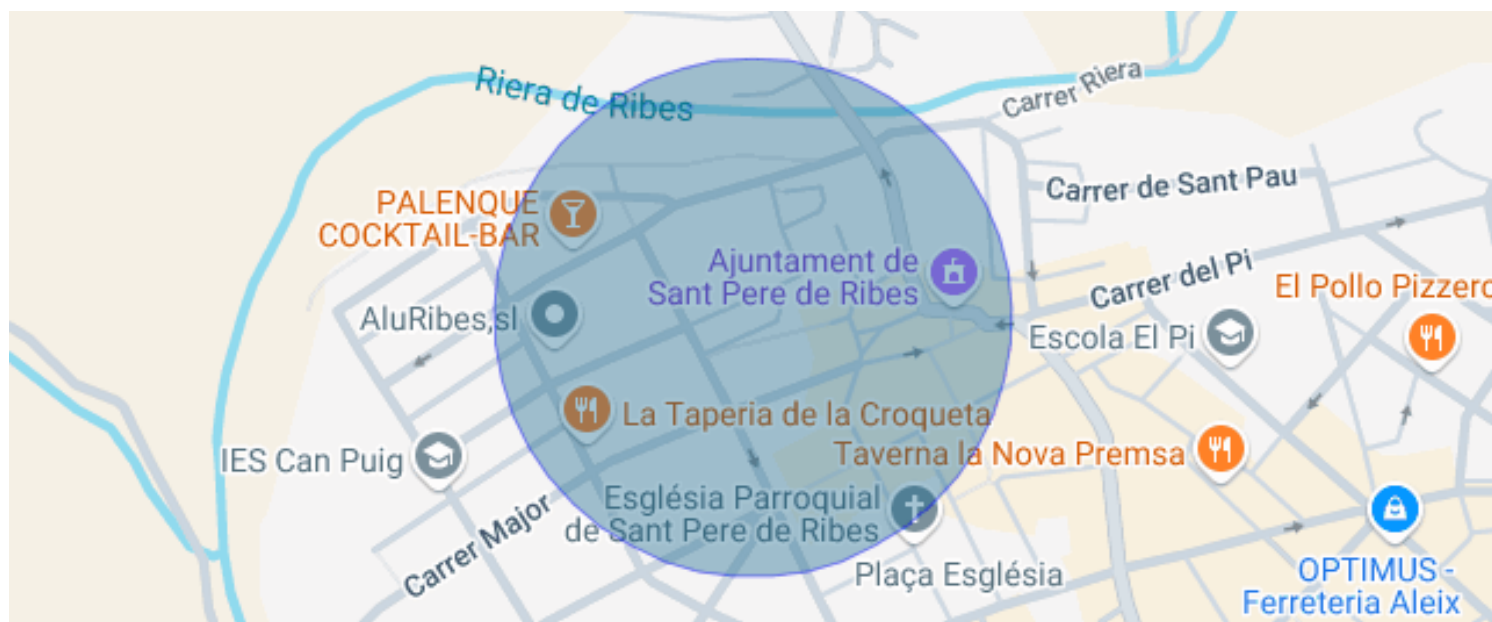 Riera de Ribes
Carrer Riera
Carrer de Sant Pau
PALENQUE
COCKTAIL-BAR
Ajuntament de
Sant Pere de Ribes
Carrer del Pi
El Pollo Pizzero
AluRibes,sl
Escola El Pi
La Taperia de la Croqueta
Taverna la Nova Premsa
IES Can Puig
Església Parroquial
de Sant Pere de Ribes
Carrer Major
Plaça Església
OPTIMUS -
Ferreteria Aleix